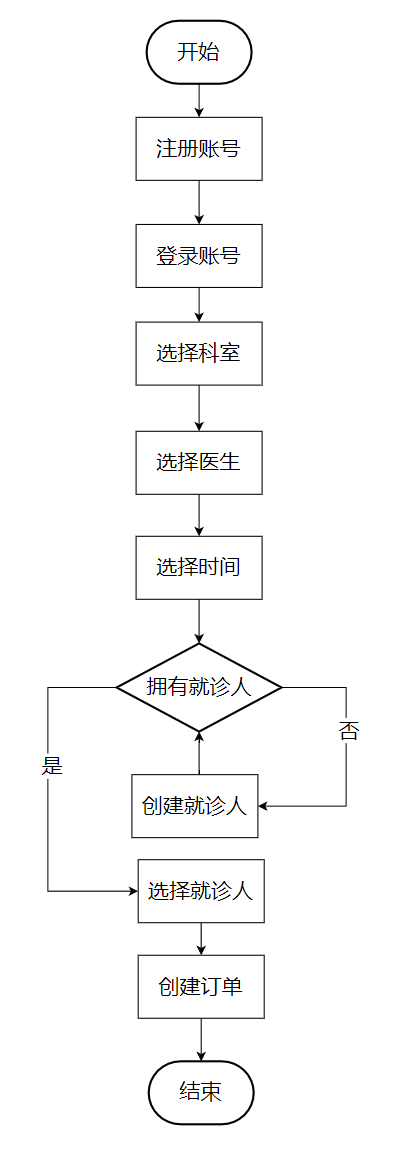 开始
注册账号
登录账号
选择科室
选择医生
选择时间
拥有就诊人
否
是
创建就诊人
选择就诊人
创建订单
结束